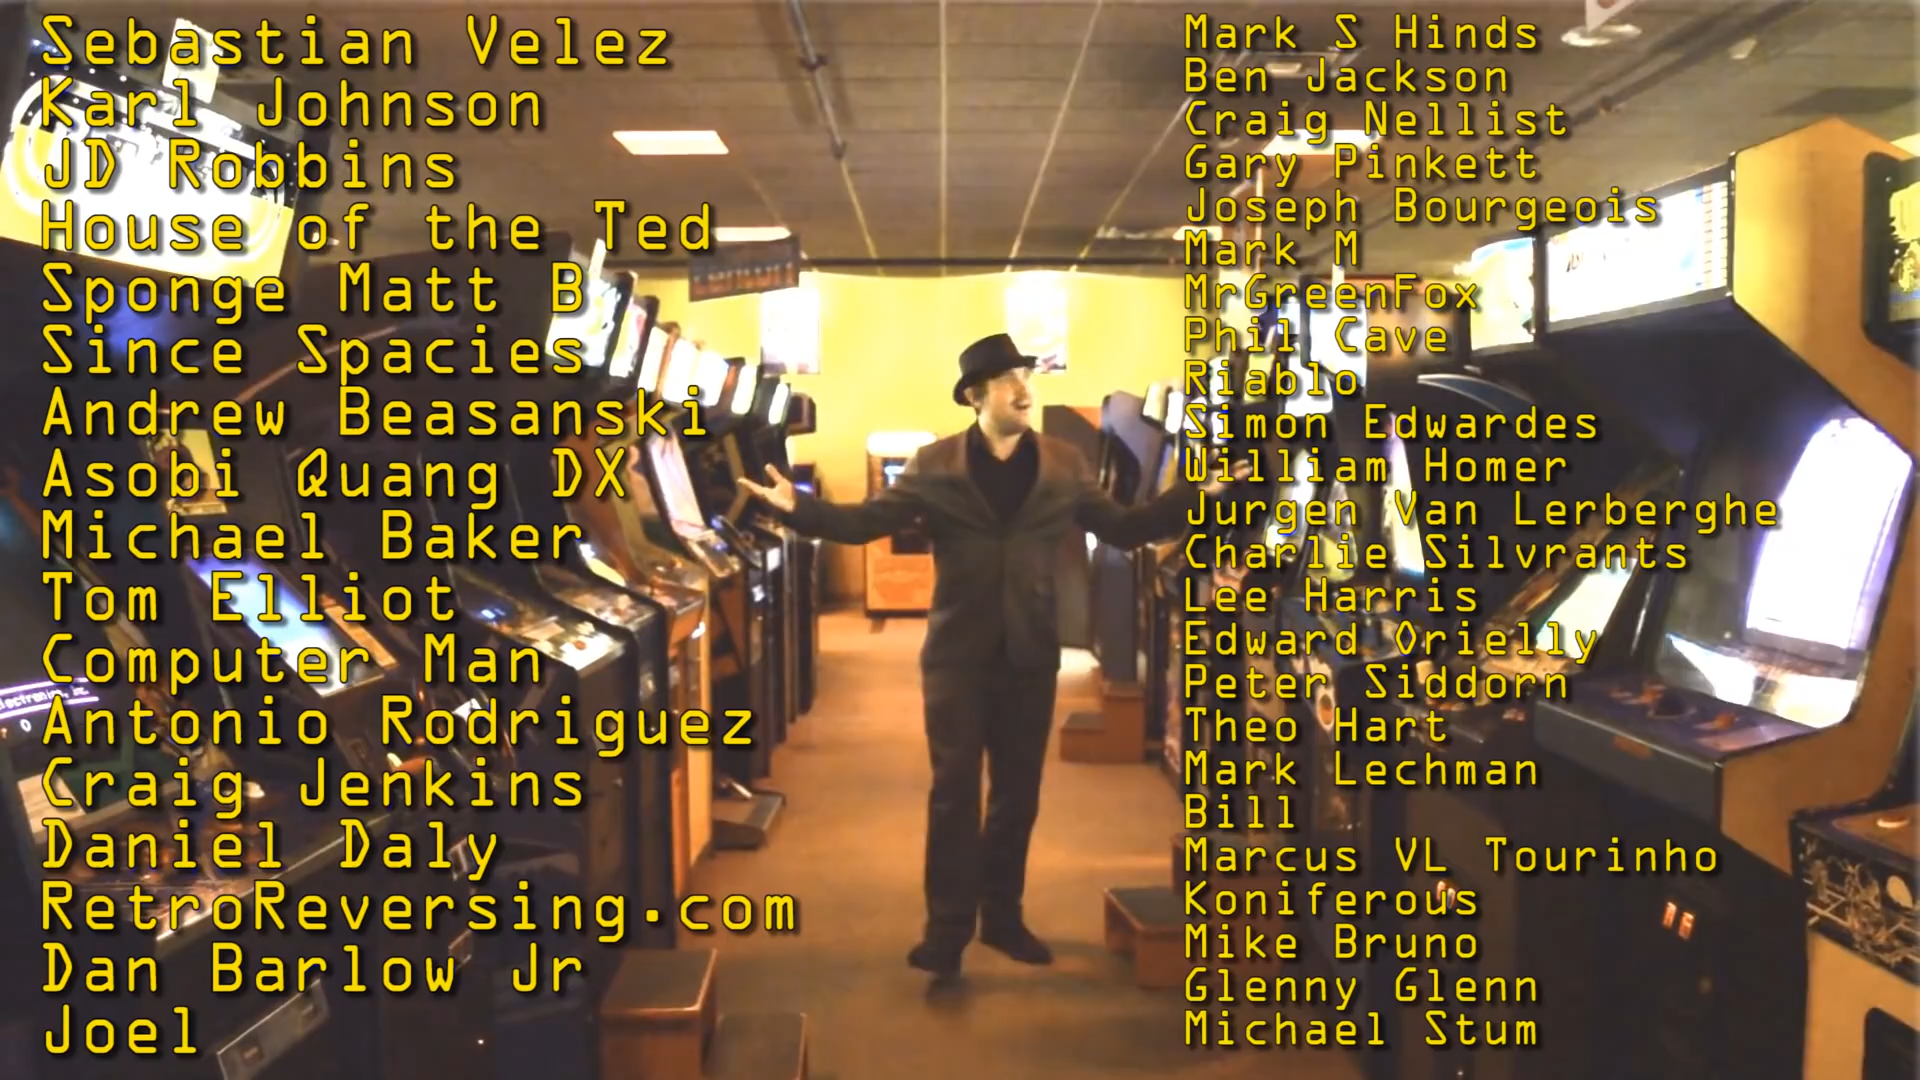 Sebastian Velez
Karl Johnson
JD Robbins
House of the Ted
Sponge Matt B
Since Spacies
Andrew Beasanski
Asobi Quang DX
Michael Baker
Tom Elliot
Computer Man
Antonio Rodriguez
Craig Jenkins
Daniel Daly
RetroReversing.com
Dan Barlow Jr
Joel
Mark S Hinds
Ben Jackson
Craig Nellist
Gary Pinkett
Joseph Bourgeois
Mark M
MrGreenFox
Phil Cave
Riablo
Simon Edwardes
William Homer
Jurgen Van Lerberghe
Charlie Silvrants
Lee Harris
Edward Orielly
Peter Siddorn
Theo Hart
Mark Lechman
Bill
Marcus VL Tourinho
Koniferous
Mike Bruno
Glenny Glenn
Michael Stum